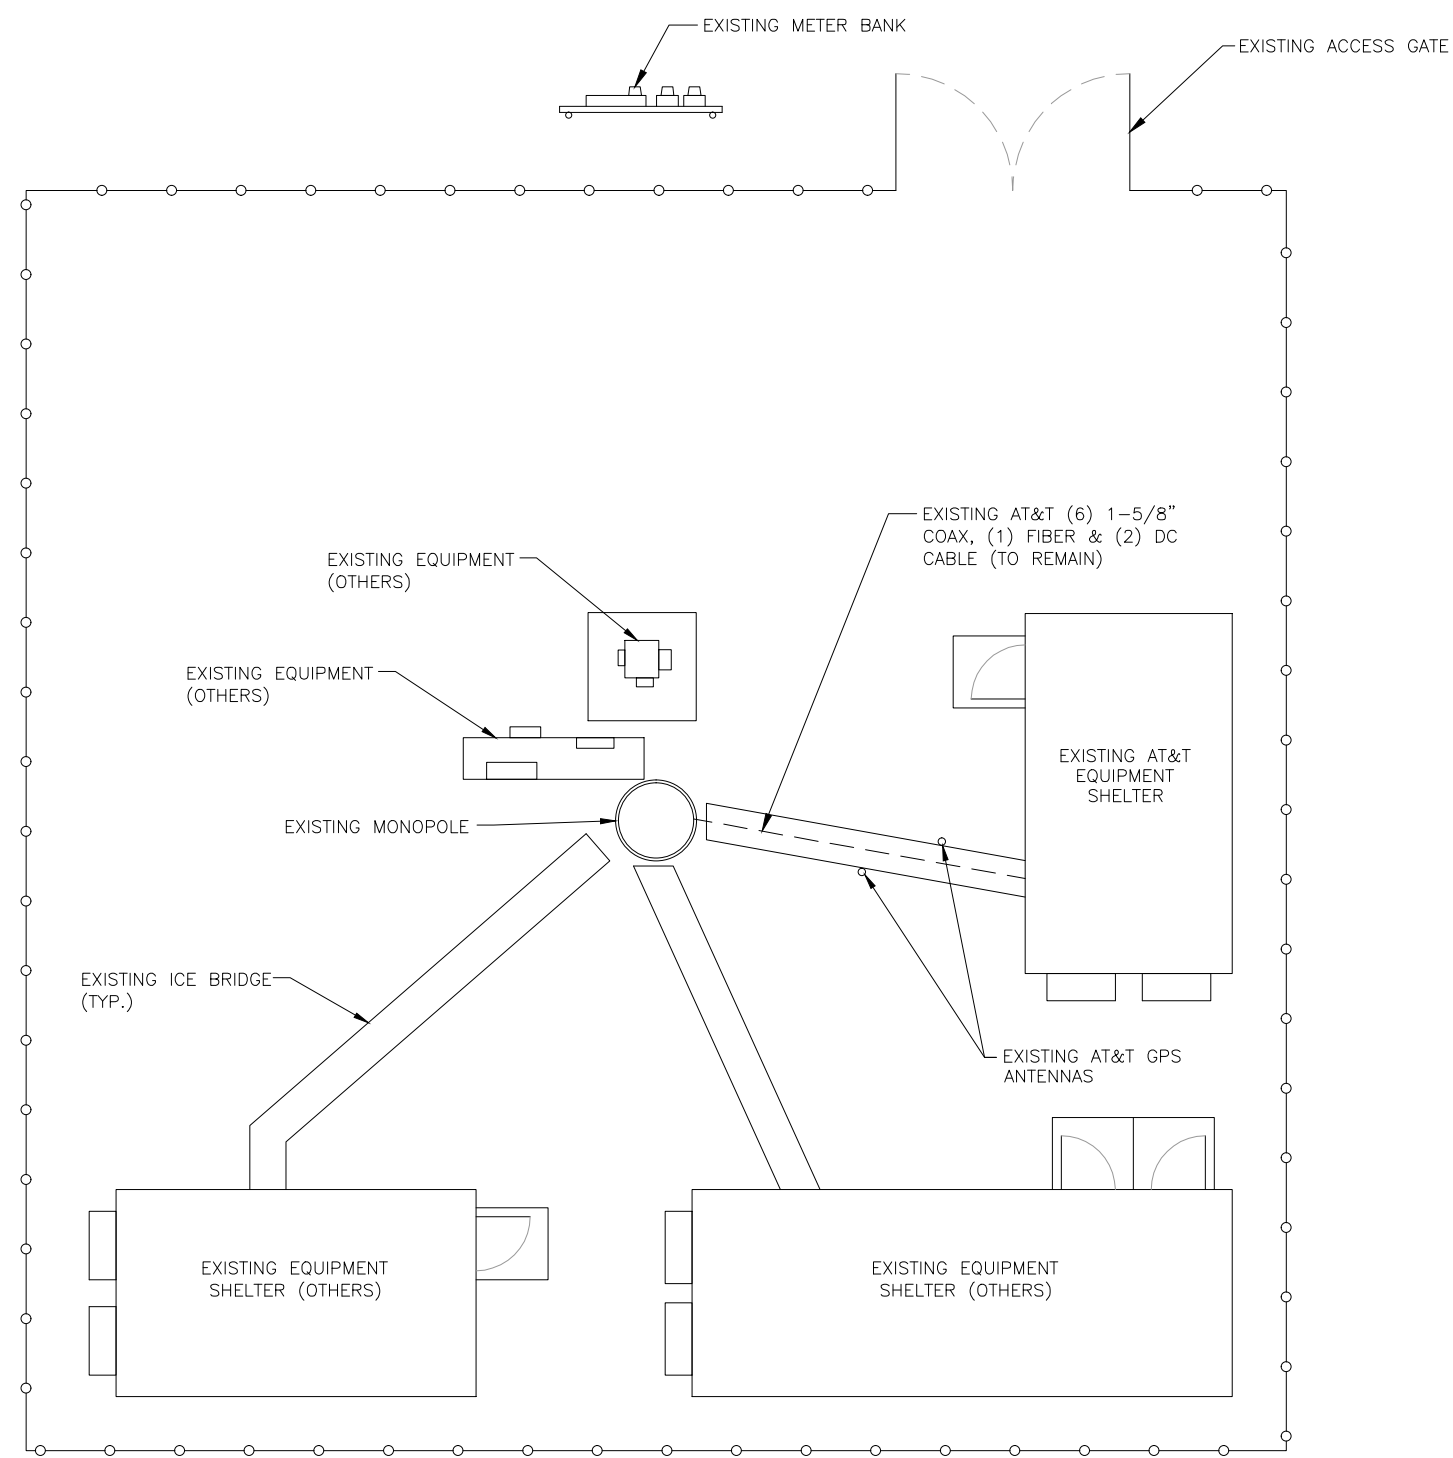 EXISTING METER BANK
EXISTING ACCESS GATE
EXISTING AT&T (6) 1-5/8"
COAX, (1) FIBER & (2) DC
CABLE (TO REMAIN)
EXISTING EQUIPMENT
(OTHERS)
EXISTING EQUIPMENT
(OTHERS)
EXISTING AT&T
EQUIPMENT
SHELTER
EXISTING MONOPOLE
EXISTING ICE BRIDGE
(TYP.)
EXISTING AT&T GPS
ANTENNAS
EXISTING EQUIPMENT
SHELTER (OTHERS)
EXISTING EQUIPMENT
SHELTER (OTHERS)